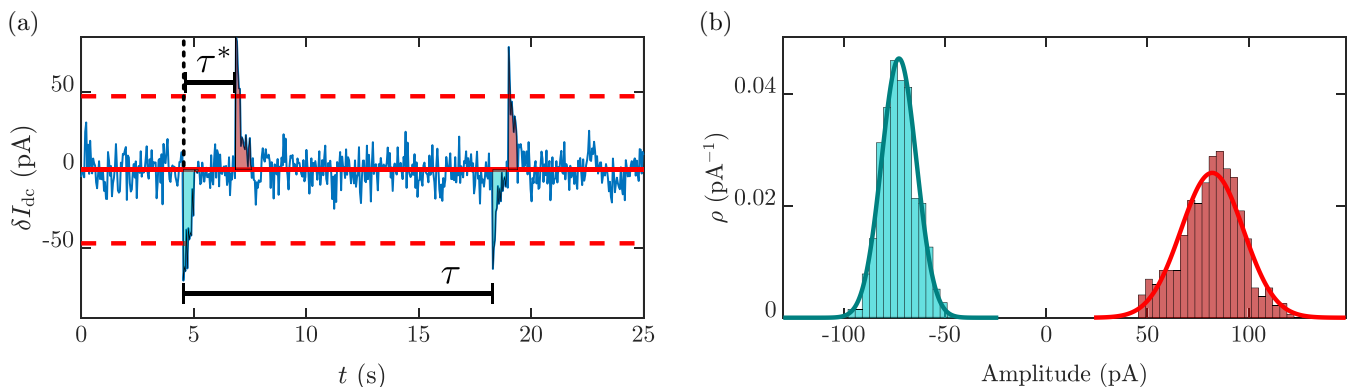 (a)
δI_dc (pA)
50
0
-50
τ*
τ
0 5 10 15 20 25
t (s)
(b)
ρ (pA⁻¹)
0.04
0.02
0
-100 -50 0 50 100
Amplitude (pA)